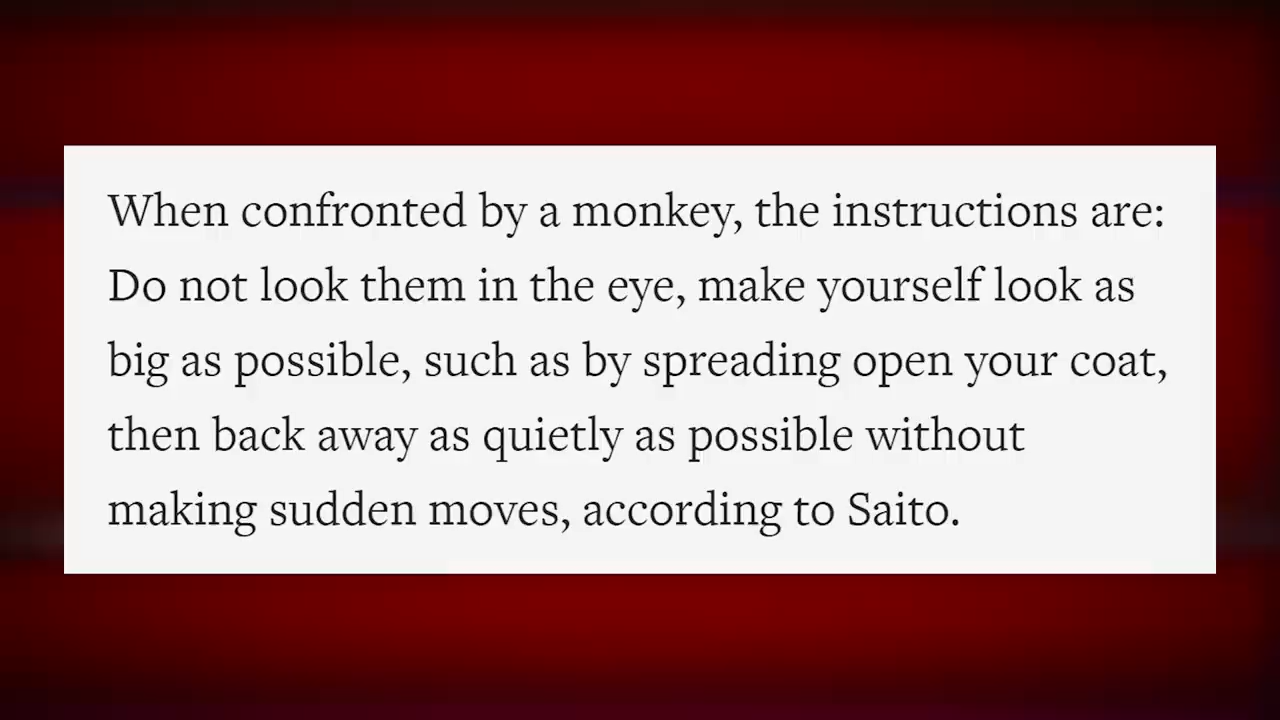 When confronted by a monkey, the instructions are:
Do not look them in the eye, make yourself look as
big as possible, such as by spreading open your coat,
then back away as quietly as possible without
making sudden moves, according to Saito.